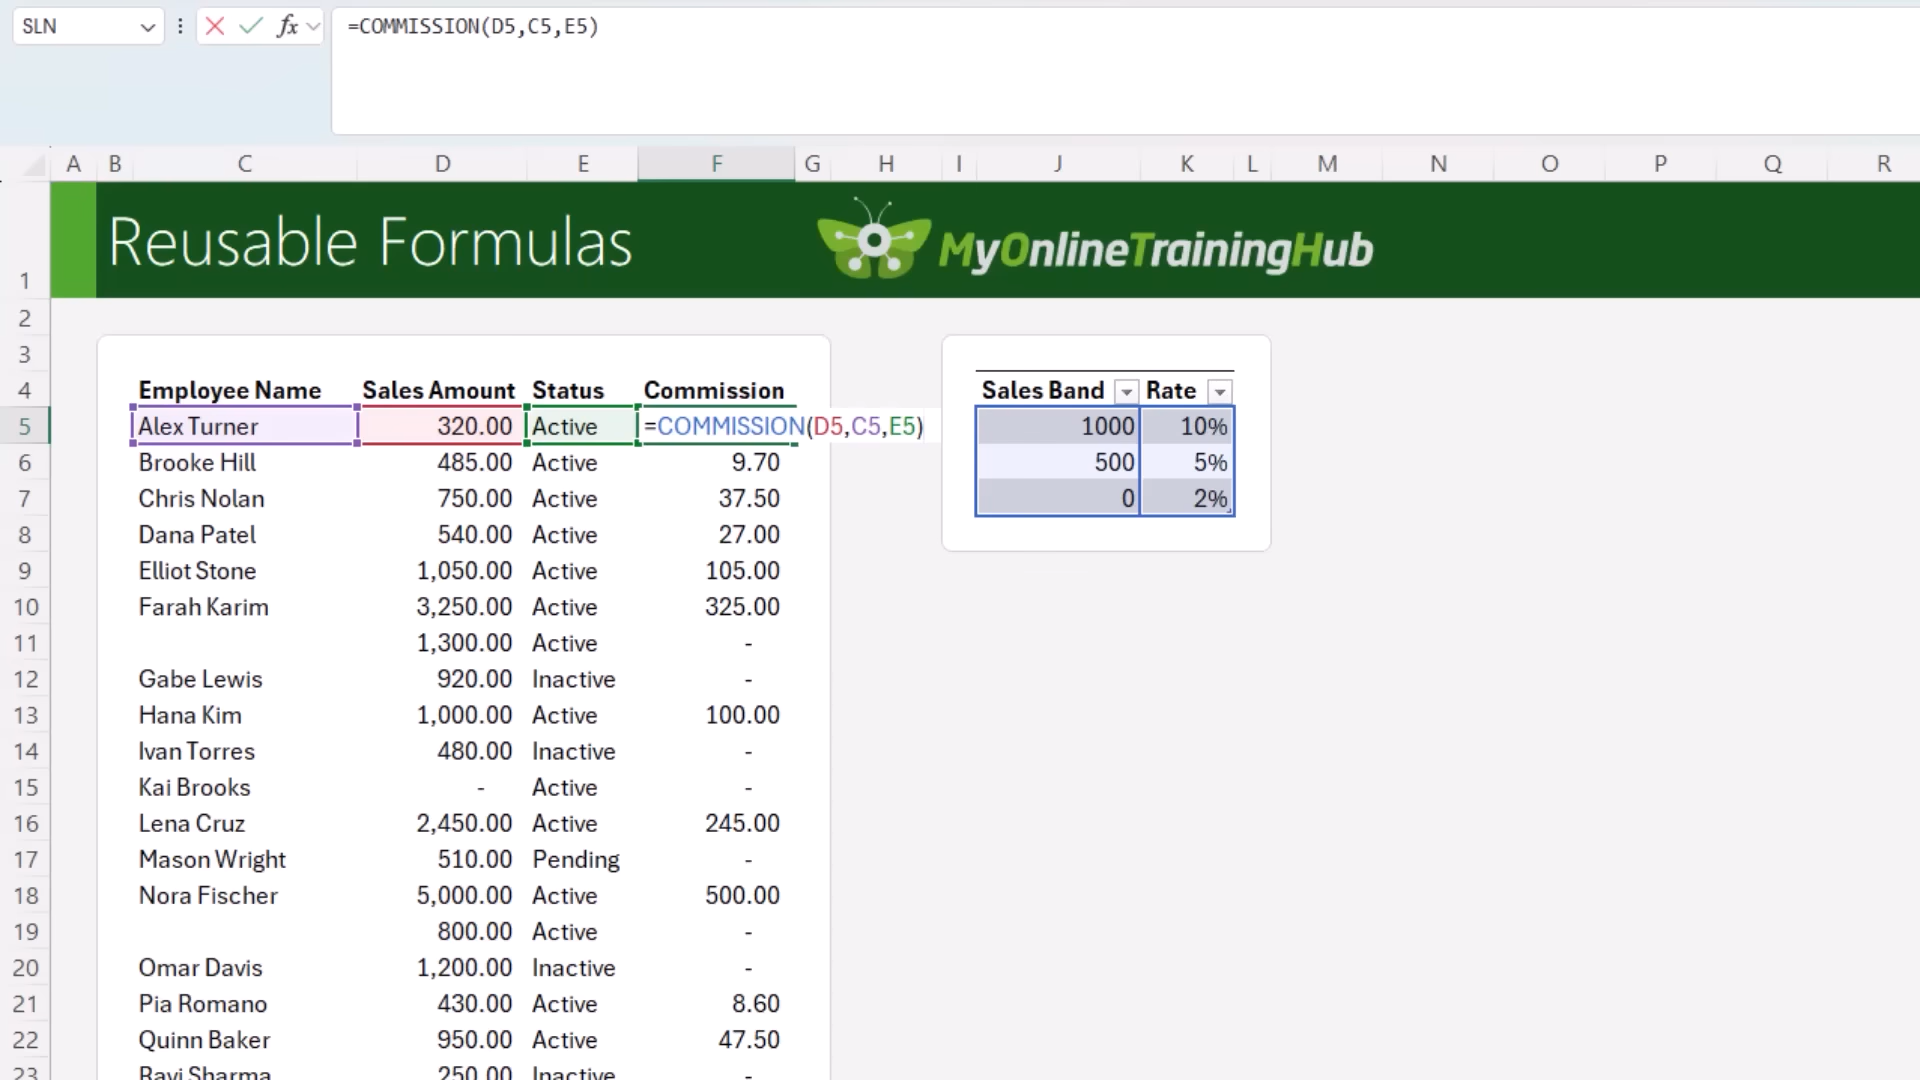 SLN fx =COMMISSION(D5,C5,E5)
A B C D E F G H I J K L M N O P Q R
1 Reusable Formulas MyOnlineTrainingHub
2
3
4 Employee Name Sales Amount Status Commission Sales Band Rate
5 Alex Turner 320.00 Active =COMMISSION(D5,C5,E5) 1000 10%
6 Brooke Hill 485.00 Active 9.70 500 5%
7 Chris Nolan 750.00 Active 37.50 0 2%
8 Dana Patel 540.00 Active 27.00
9 Elliot Stone 1,050.00 Active 105.00
10 Farah Karim 3,250.00 Active 325.00
11 1,300.00 Active -
12 Gabe Lewis 920.00 Inactive -
13 Hana Kim 1,000.00 Active 100.00
14 Ivan Torres 480.00 Inactive -
15 Kai Brooks - Active -
16 Lena Cruz 2,450.00 Active 245.00
17 Mason Wright 510.00 Pending -
18 Nora Fischer 5,000.00 Active 500.00
19 800.00 Active -
20 Omar Davis 1,200.00 Inactive -
21 Pia Romano 430.00 Active 8.60
22 Quinn Baker 950.00 Active 47.50
23 Ravi Sharma 250.00 Inactive -